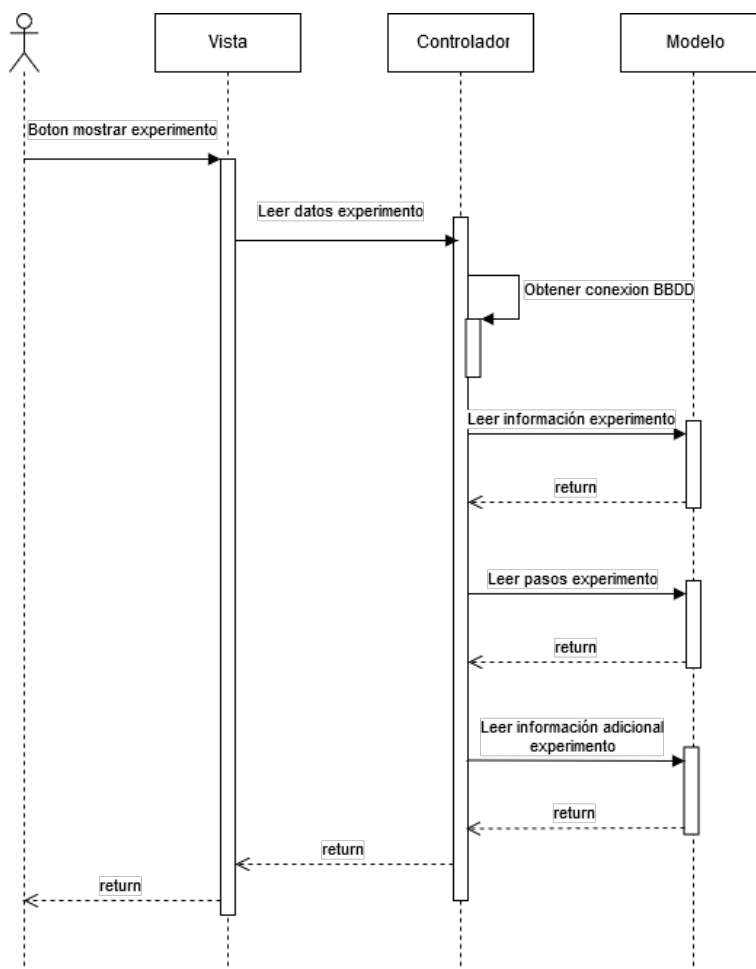 Vista
Controlador
Modelo
Boton mostrar experimento
Leer datos experimento
Obtener conexion BBDD
Leer información experimento
return
Leer pasos experimento
return
Leer información adicional
experimento
return
return
return